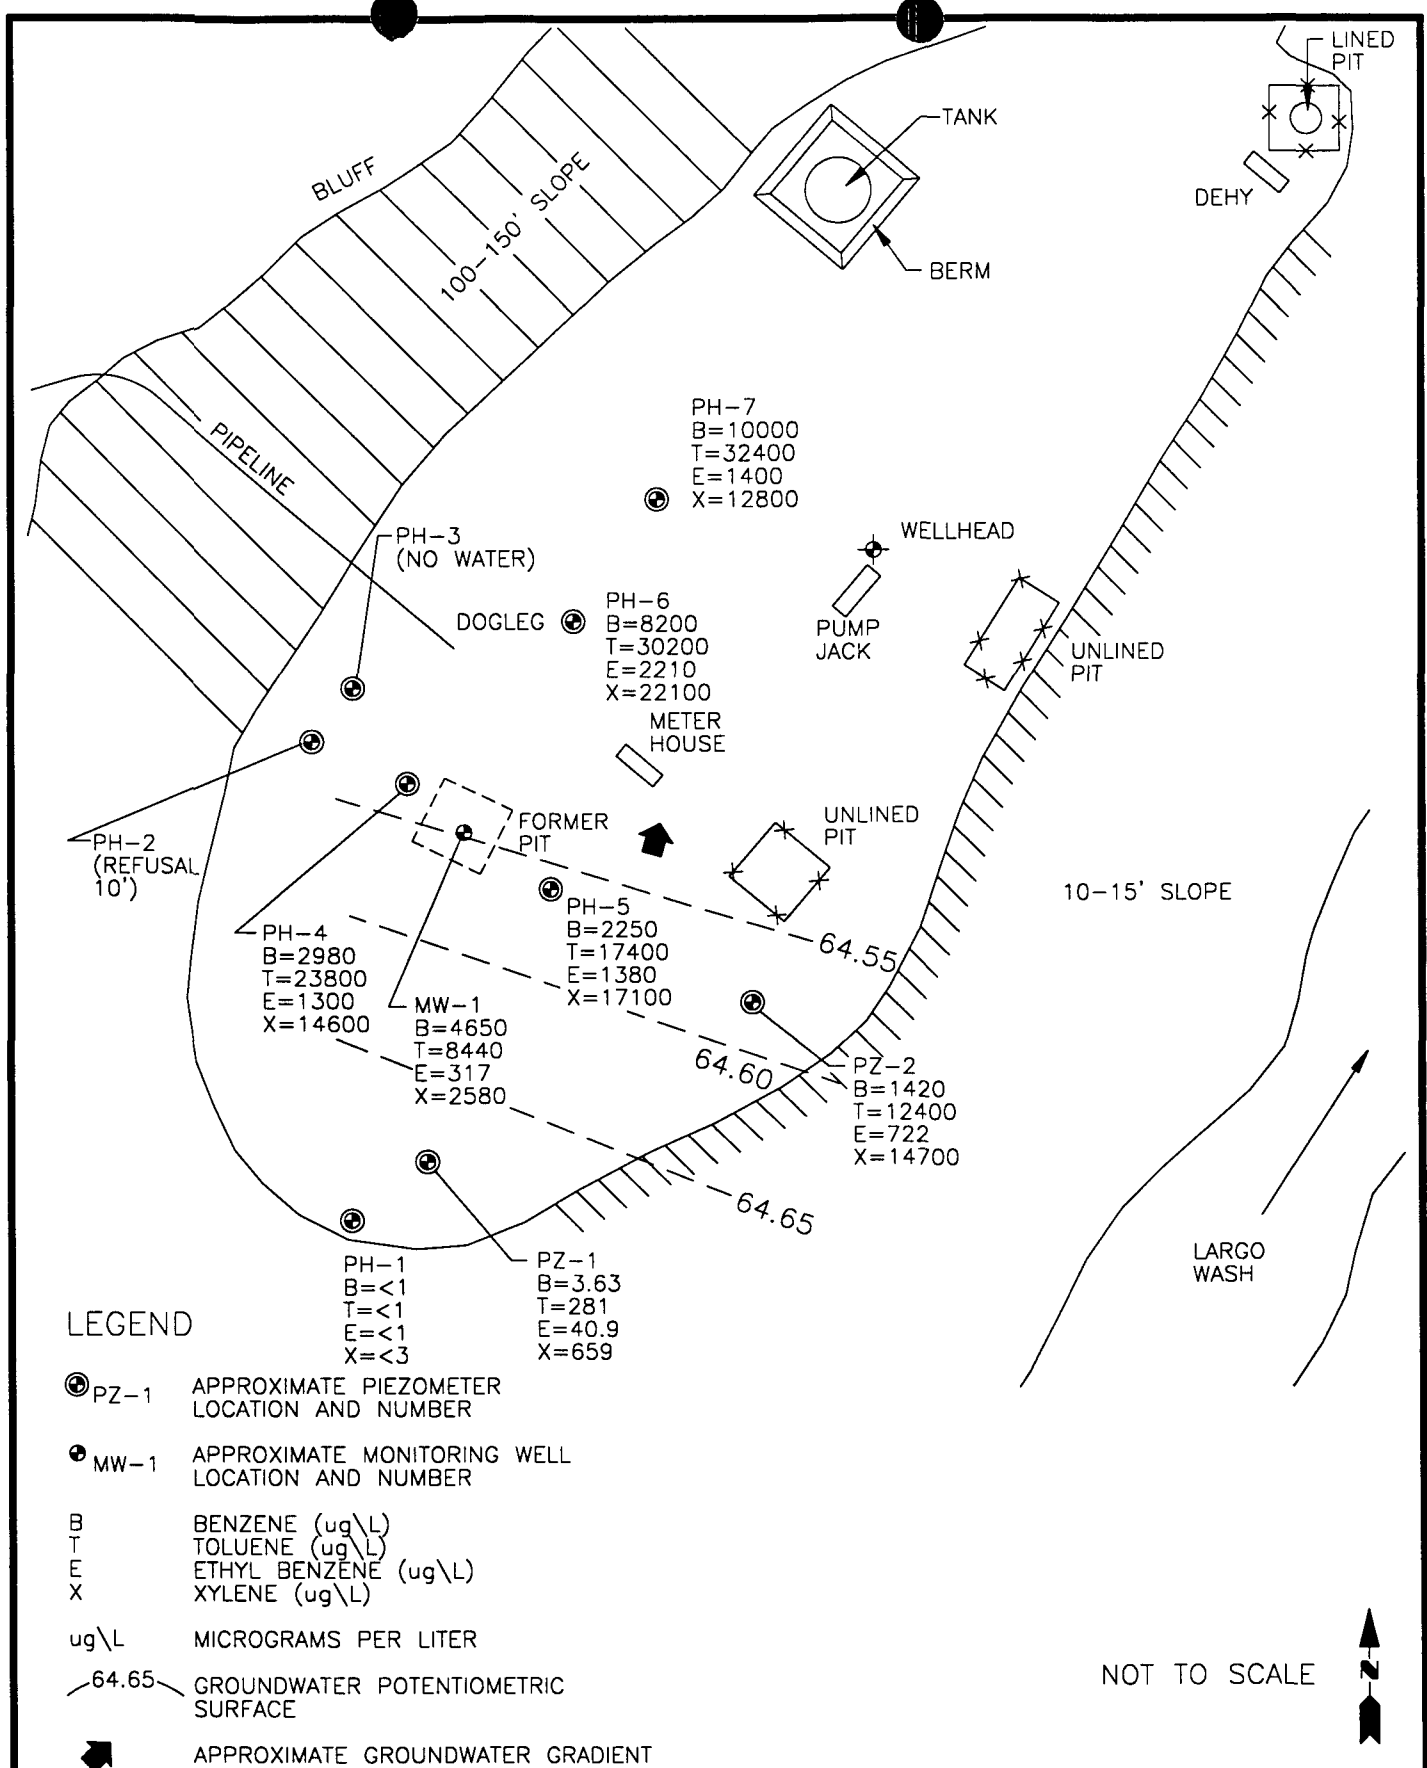 LINED
PIT
TANK
DEHY
BERM
BLUFF
100-150' SLOPE
PIPELINE
PH-7
B=10000
T=32400
E=1400
X=12800
PH-3
(NO WATER)
WELLHEAD
DOGLEG
PH-6
B=8200
T=30200
E=2210
X=22100
PUMP
JACK
UNLINED
PIT
METER
HOUSE
FORMER
PIT
UNLINED
PIT
PH-2
(REFUSAL
10')
10-15' SLOPE
PH-4
B=2980
T=23800
E=1300
X=14600
PH-5
B=2250
T=17400
E=1380
X=17100
64.55
MW-1
B=4650
T=8440
E=317
X=2580
64.60
PZ-2
B=1420
T=12400
E=722
X=14700
64.65
LARGO
WASH
PH-1
B=<1
T=<1
E=<1
X=<3
PZ-1
B=3.63
T=281
E=40.9
X=659
LEGEND
PZ-1 APPROXIMATE PIEZOMETER
LOCATION AND NUMBER
MW-1 APPROXIMATE MONITORING WELL
LOCATION AND NUMBER
B BENZENE (ug\L)
T TOLUENE (ug\L)
E ETHYL BENZENE (ug\L)
X XYLENE (ug\L)
ug\L MICROGRAMS PER LITER
64.65 GROUNDWATER POTENTIOMETRIC
SURFACE
APPROXIMATE GROUNDWATER GRADIENT
NOT TO SCALE
N